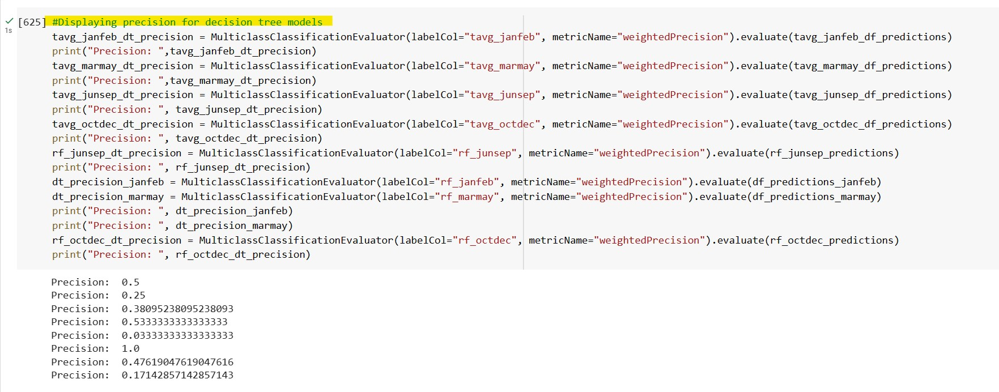 [625] #Displaying precision for decision tree models
1s
tavg_janfeb_dt_precision = MulticlassClassificationEvaluator(labelCol="tavg_janfeb", metricName="weightedPrecision").evaluate(tavg_janfeb_df_predictions)
print("Precision: ",tavg_janfeb_dt_precision)
tavg_marmay_dt_precision = MulticlassClassificationEvaluator(labelCol="tavg_marmay", metricName="weightedPrecision").evaluate(tavg_marmay_df_predictions)
print("Precision: ",tavg_marmay_dt_precision)
tavg_junsep_dt_precision = MulticlassClassificationEvaluator(labelCol="tavg_junsep", metricName="weightedPrecision").evaluate(tavg_junsep_df_predictions)
print("Precision: ", tavg_junsep_dt_precision)
tavg_octdec_dt_precision = MulticlassClassificationEvaluator(labelCol="tavg_octdec", metricName="weightedPrecision").evaluate(tavg_octdec_df_predictions)
print("Precision: ", tavg_octdec_dt_precision)
rf_junsep_dt_precision = MulticlassClassificationEvaluator(labelCol="rf_junsep", metricName="weightedPrecision").evaluate(rf_junsep_predictions)
print("Precision: ", rf_junsep_dt_precision)
dt_precision_janfeb = MulticlassClassificationEvaluator(labelCol="rf_janfeb", metricName="weightedPrecision").evaluate(df_predictions_janfeb)
dt_precision_marmay = MulticlassClassificationEvaluator(labelCol="rf_marmay", metricName="weightedPrecision").evaluate(df_predictions_marmay)
print("Precision: ", dt_precision_janfeb)
print("Precision: ", dt_precision_marmay)
rf_octdec_dt_precision = MulticlassClassificationEvaluator(labelCol="rf_octdec", metricName="weightedPrecision").evaluate(rf_octdec_predictions)
print("Precision: ", rf_octdec_dt_precision)
Precision:  0.5
Precision:  0.25
Precision:  0.38095238095238093
Precision:  0.5333333333333333
Precision:  0.03333333333333333
Precision:  1.0
Precision:  0.47619047619047616
Precision:  0.17142857142857143